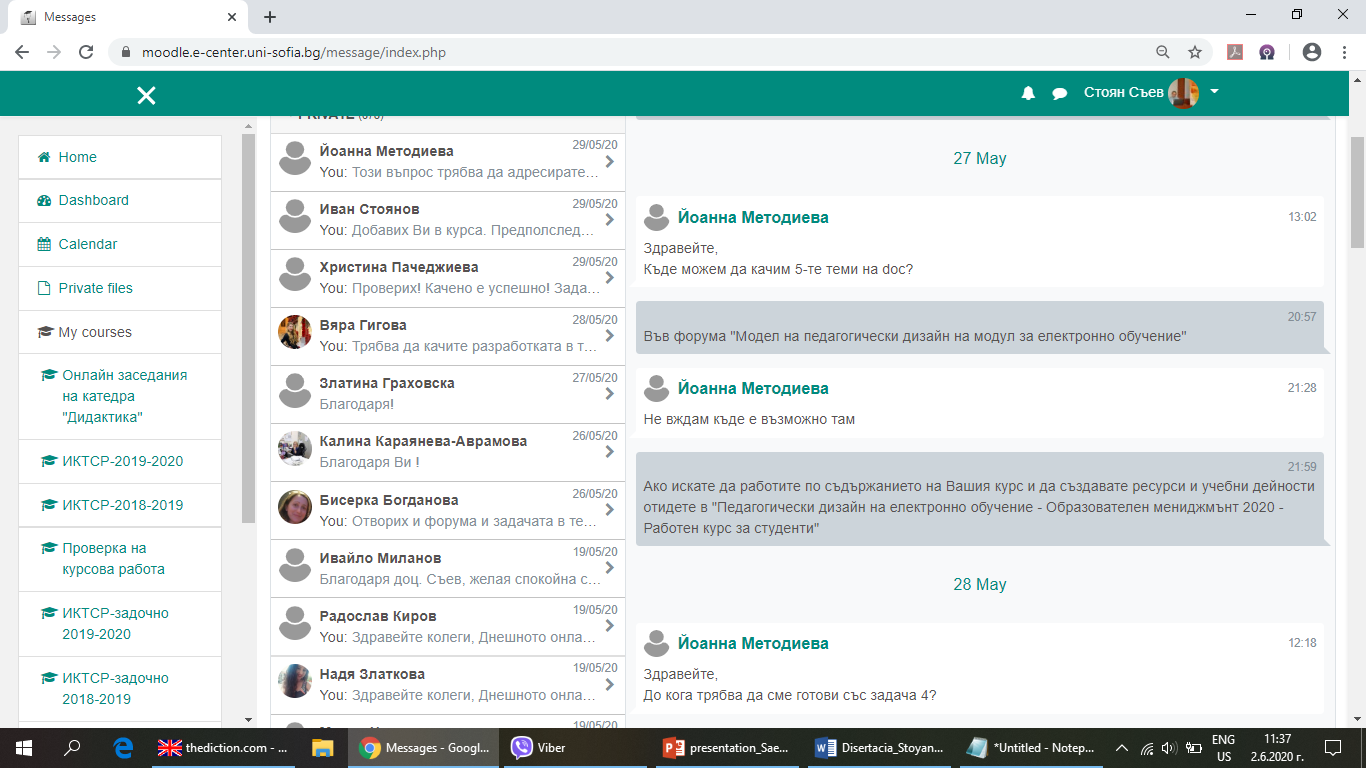 Messages
moodle.e-center.uni-sofia.bg/message/index.php
Стоян Съев
Home
Dashboard
Calendar
Private files
My courses
Онлайн заседания
на катедра
"Дидактика"
ИКТСР-2019-2020
ИКТСР-2018-2019
Проверка на
курсова работа
ИКТСР-задочно
2019-2020
ИКТСР-задочно
2018-2019
29/05/20
Йоанна Методиева
You: Този въпрос трябва да адресирате…
29/05/20
Иван Стоянов
You: Добавих Ви в курса. Предполслед…
29/05/20
Христина Пачеджиева
You: Проверих! Качено е успешно! Зада…
28/05/20
Вяра Гигова
You: Трябва да качите разработката в т…
27/05/20
Златина Граховска
Благодаря!
26/05/20
Калина Караянева-Аврамова
Благодаря Ви !
26/05/20
Бисерка Богданова
You: Отворих и форума и задачата в те…
19/05/20
Ивайло Миланов
Благодаря доц. Съев, желая спокойна с…
19/05/20
Радослав Киров
You: Здравейте колеги, Днешното онла…
19/05/20
Надя Златкова
You: Здравейте колеги, Днешното онла…
19/05/20
27 May
Йоанна Методиева 13:02
Здравейте,
Къде можем да качим 5-те теми на doc?
20:57
Във форума "Модел на педагогически дизайн на модул за електронно обучение"
Йоанна Методиева 21:28
Не вждам къде е възможно там
21:59
Ако искате да работите по съдържанието на Вашия курс и да създавате ресурси и учебни дейности
отидете в "Педагогически дизайн на електронно обучение - Образователен мениджмънт 2020 -
Работен курс за студенти"
28 May
Йоанна Методиева 12:18
Здравейте,
До кога трябва да сме готови със задача 4?
thediction.com - ...
Messages - Googl...
Viber
presentation_Sae...
Disertacia_Stoyan...
*Untitled - Notep...
ENG
US
11:37
2.6.2020 г.